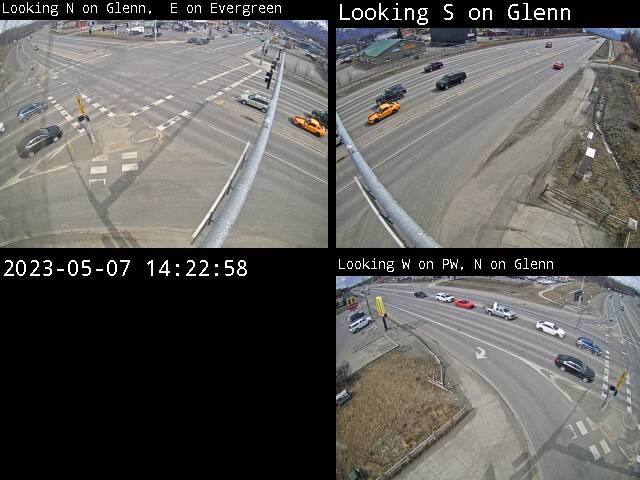 Looking N on Glenn,  E on Evergreen
Looking S on Glenn
2023-05-07 14:22:58
Looking W on PW, N on Glenn